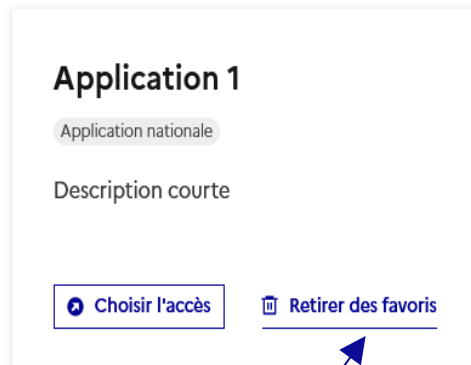 Application 1
Application nationale
Description courte
Choisir l'accès
Retirer des favoris